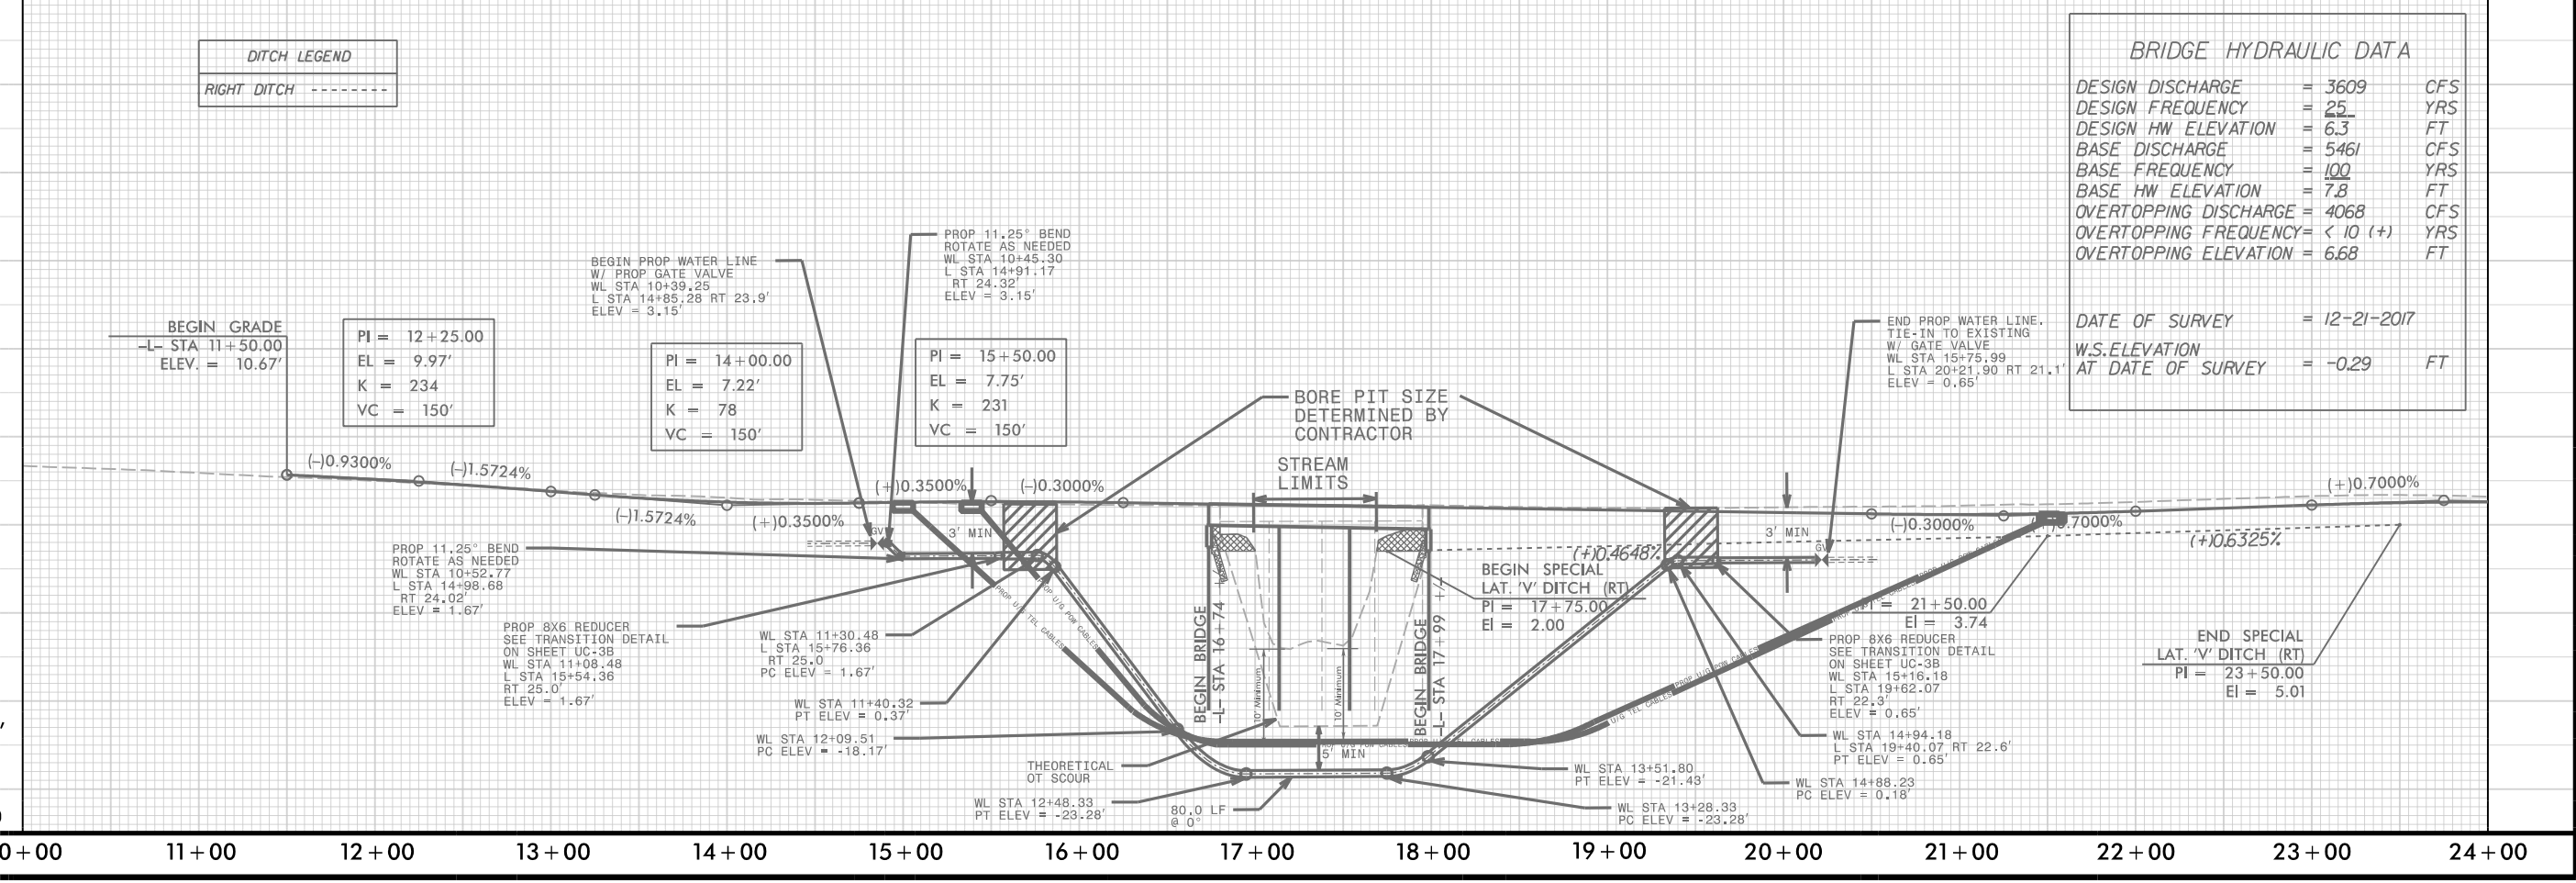 DITCH LEGEND
RIGHT DITCH
BRIDGE HYDRAULIC DATA
DESIGN DISCHARGE = 3609 CFS
DESIGN FREQUENCY = 25 YRS
DESIGN HW ELEVATION = 6.3 FT
BASE DISCHARGE = 5461 CFS
BASE FREQUENCY = 100 YRS
BASE HW ELEVATION = 7.8 FT
OVERTOPPING DISCHARGE = 4068 CFS
OVERTOPPING FREQUENCY= < 10 (+) YRS
OVERTOPPING ELEVATION = 6.68 FT
DATE OF SURVEY = 12-21-2017
W.S.ELEVATION
AT DATE OF SURVEY = -0.29 FT
BEGIN GRADE
-L- STA 11+50.00
ELEV. = 10.67'
PI = 12+25.00
EL = 9.97'
K = 234
VC = 150'
PI = 14+00.00
EL = 7.22'
K = 78
VC = 150'
PI = 15+50.00
EL = 7.75'
K = 231
VC = 150'
BEGIN PROP WATER LINE
W/ PROP GATE VALVE
WL STA 10+39.25
L STA 14+85.28 RT 23.9'
ELEV = 3.15'
PROP 11.25° BEND
ROTATE AS NEEDED
WL STA 10+45.30
L STA 14+91.17
RT 24.32'
ELEV = 3.15'
BORE PIT SIZE
DETERMINED BY
CONTRACTOR
STREAM
LIMITS
END PROP WATER LINE.
TIE-IN TO EXISTING
W/ GATE VALVE
WL STA 15+75.99
L STA 20+21.90 RT 21.1'
ELEV = 0.65'
(-)0.9300%
(-)1.5724%
(-)1.5724%
(+)0.3500%
(+)0.3500%
(-)0.3000%
(-)0.3000%
(+)0.7000%
(+)0.4648%
(+)0.6325%
.7000%
GV
3' MIN
3' MIN
GV
PROP 11.25° BEND
ROTATE AS NEEDED
WL STA 10+52.77
L STA 14+98.68
RT 24.02'
ELEV = 1.67'
PROP 8X6 REDUCER
SEE TRANSITION DETAIL
ON SHEET UC-3B
WL STA 11+08.48
L STA 15+54.36
RT 25.0'
ELEV = 1.67'
WL STA 11+30.48
L STA 15+76.36
RT 25.0
PC ELEV = 1.67'
WL STA 11+40.32
PT ELEV = 0.37'
WL STA 12+09.51
PC ELEV = -18.17'
PROP U/G TEL CABLES
PROP U/G POW CABLES
BEGIN BRIDGE
-L- STA 16+74 +/-
10' Minimum
10' Minimum
BEGIN BRIDGE
-L- STA 17+99 +/-
THEORETICAL
OT SCOUR
5' MIN
WL STA 12+48.33
PT ELEV = -23.28'
80.0 LF
@ 0°
BEGIN SPECIAL
LAT. 'V' DITCH (RT)
PI = 17+75.00
El = 2.00
WL STA 13+51.80
PT ELEV = -21.43'
WL STA 13+28.33
PC ELEV = -23.28'
U/G TEL CABLES
PROP U/G POW CABLES
PI = 21+50.00
El = 3.74
PROP 8X6 REDUCER
SEE TRANSITION DETAIL
ON SHEET UC-3B
WL STA 15+16.18
L STA 19+62.07
RT 22.3'
ELEV = 0.65'
WL STA 14+94.18
L STA 19+40.07 RT 22.6'
PT ELEV = 0.65'
WL STA 14+88.23
PC ELEV = 0.18'
END SPECIAL
LAT. 'V' DITCH (RT)
PI = 23+50.00
El = 5.01
0+00 11+00 12+00 13+00 14+00 15+00 16+00 17+00 18+00 19+00 20+00 21+00 22+00 23+00 24+00